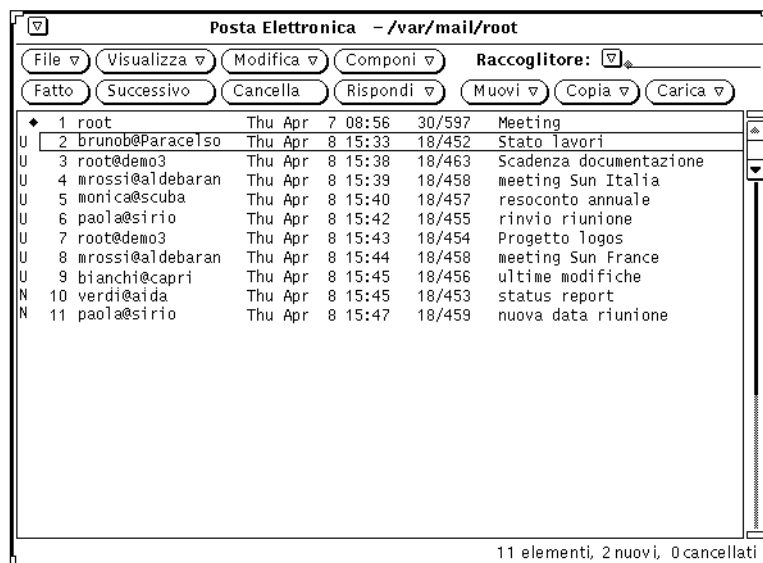 Posta Elettronica - /var/mail/root
File Visualizza Modifica Componi Raccoglitore:
Fatto Successivo Cancella Rispondi Muovi Copia Carica
1 root Thu Apr 7 08:56 30/597 Meeting
U 2 brunob@Paracelso Thu Apr 8 15:33 18/452 Stato lavori
U 3 root@demo3 Thu Apr 8 15:38 18/463 Scadenza documentazione
U 4 mrossi@aldebaran Thu Apr 8 15:39 18/458 meeting Sun Italia
U 5 monica@scuba Thu Apr 8 15:40 18/457 resoconto annuale
U 6 paola@sirio Thu Apr 8 15:42 18/455 rinvio riunione
U 7 root@demo3 Thu Apr 8 15:43 18/454 Progetto logos
U 8 mrossi@aldebaran Thu Apr 8 15:44 18/458 meeting Sun France
U 9 bianchi@capri Thu Apr 8 15:45 18/456 ultime modifiche
N 10 verdi@aida Thu Apr 8 15:45 18/453 status report
N 11 paola@sirio Thu Apr 8 15:47 18/459 nuova data riunione
11 elementi, 2 nuovi, 0 cancellati